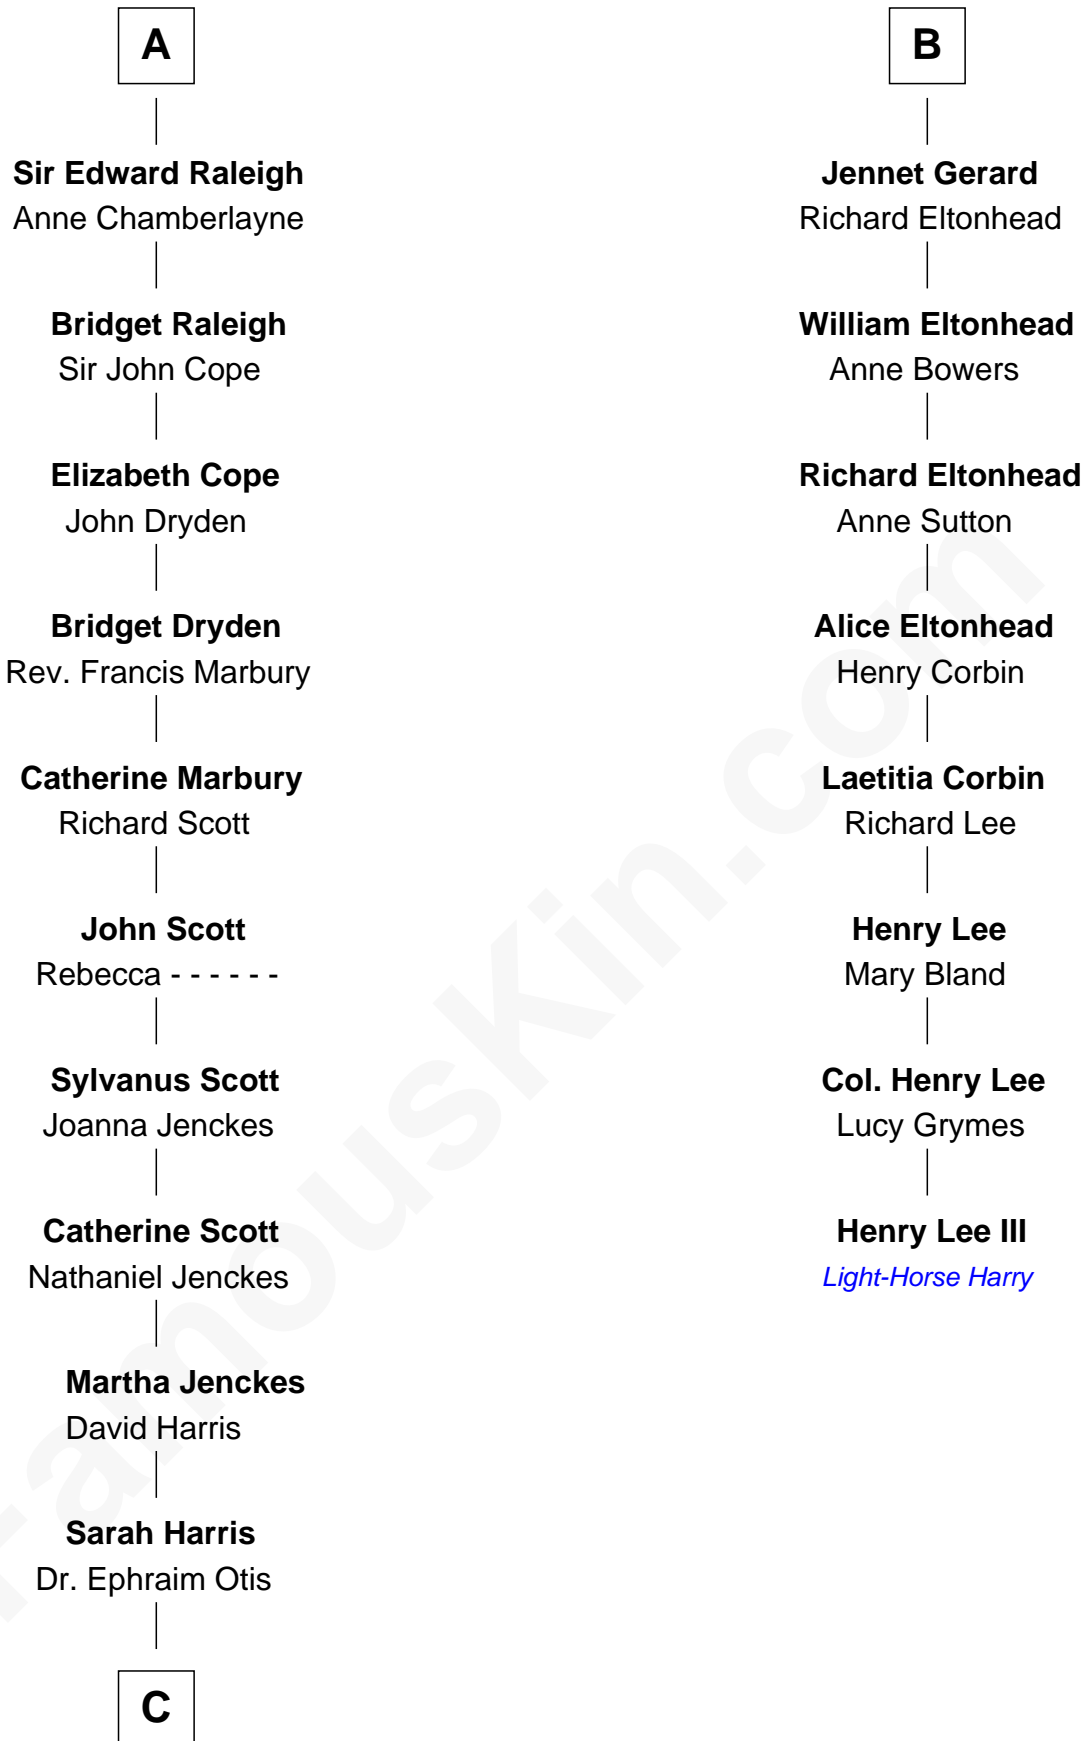 A
Sir Edward Raleigh
Anne Chamberlayne
Bridget Raleigh
Sir John Cope
Elizabeth Cope
John Dryden
Bridget Dryden
Rev. Francis Marbury
Catherine Marbury
Richard Scott
John Scott
Rebecca - - - - - -
Sylvanus Scott
Joanna Jenckes
Catherine Scott
Nathaniel Jenckes
Martha Jenckes
David Harris
Sarah Harris
Dr. Ephraim Otis
C
B
Jennet Gerard
Richard Eltonhead
William Eltonhead
Anne Bowers
Richard Eltonhead
Anne Sutton
Alice Eltonhead
Henry Corbin
Laetitia Corbin
Richard Lee
Henry Lee
Mary Bland
Col. Henry Lee
Lucy Grymes
Henry Lee III
Light-Horse Harry
FamousKin.com